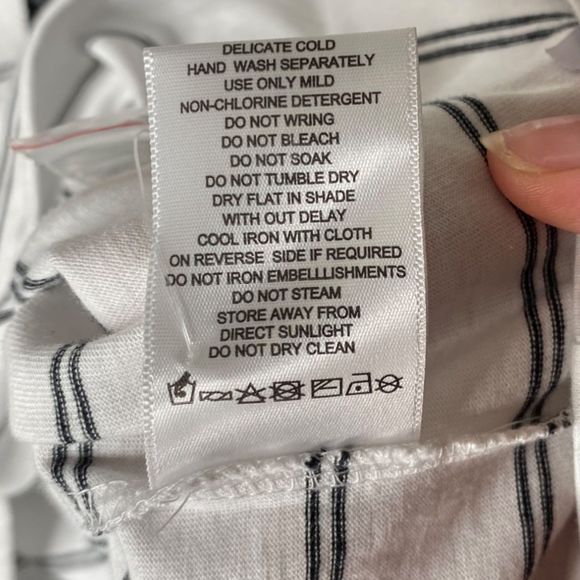 DELICATE COLD
HAND WASH SEPARATELY
USE ONLY MILD
NON-CHLORINE DETERGENT
DO NOT WRING
DO NOT BLEACH
DO NOT SOAK
DO NOT TUMBLE DRY
DRY FLAT IN SHADE
WITH OUT DELAY
COOL IRON WITH CLOTH
ON REVERSE SIDE IF REQUIRED
DO NOT IRON EMBELLLISHMENTS
DO NOT STEAM
STORE AWAY FROM
DIRECT SUNLIGHT
DO NOT DRY CLEAN